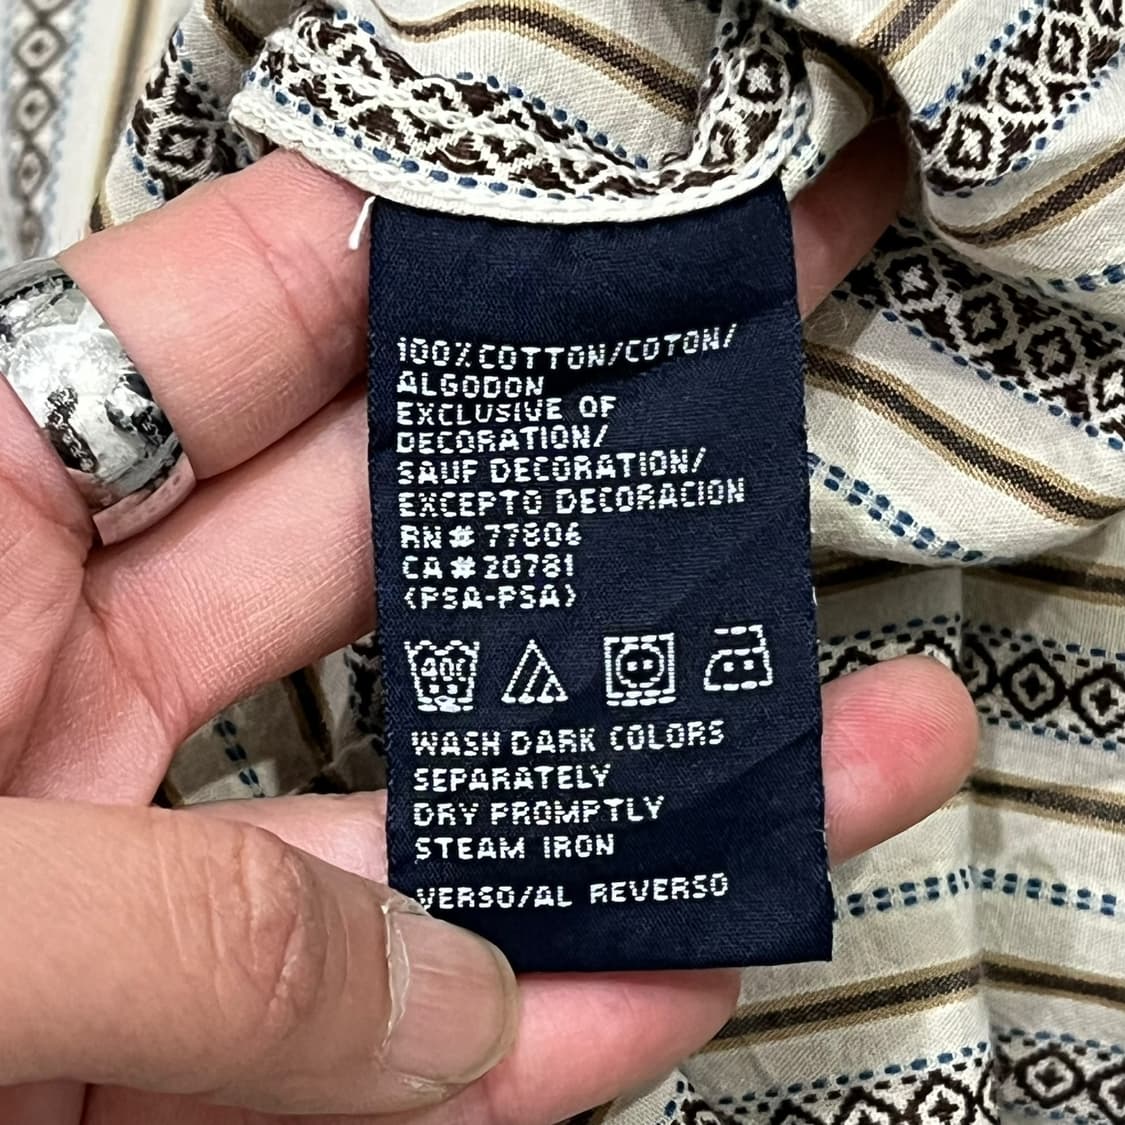 100% COTTON/COTON/
ALGODON
EXCLUSIVE OF
DECORATION/
SAUF DECORATION/
EXCEPTO DECORACION
RN # 77806
CA # 20781
(PSA-PSA)
40C
WASH DARK COLORS
SEPARATELY
DRY PROMPTLY
STEAM IRON
VERSO/AL REVERSO